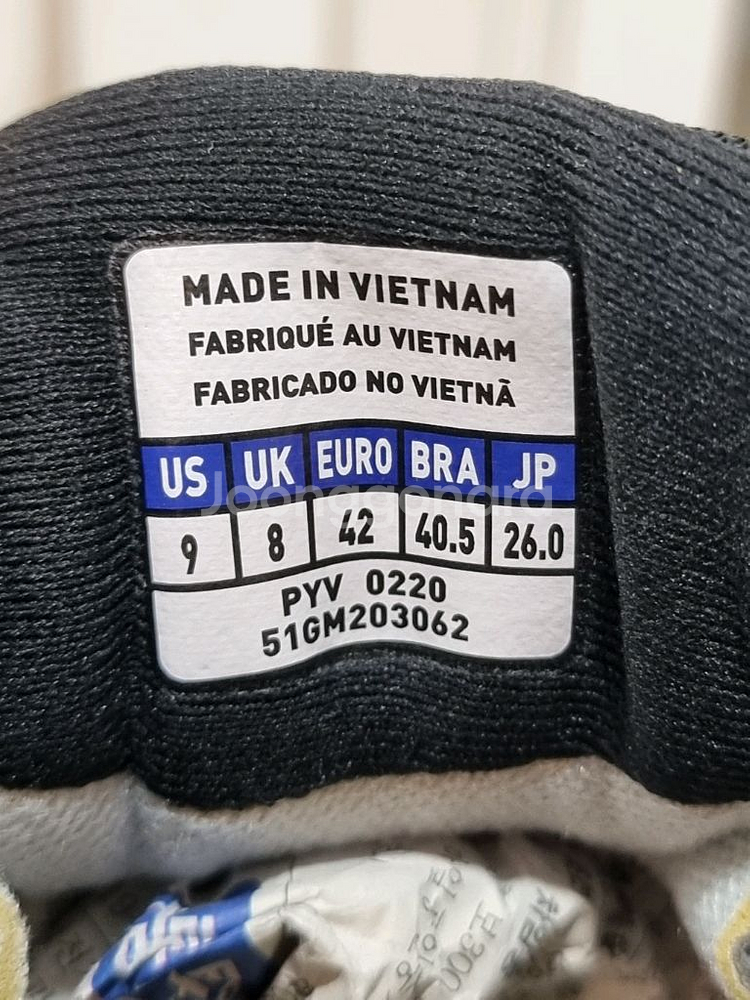 MADE IN VIETNAM
FABRIQUÉ AU VIETNAM
FABRICADO NO VIETNÃ
US UK EURO BRA JP
Joonggonara
9 8 42 40.5 26.0
PYV 0220
51GM203062